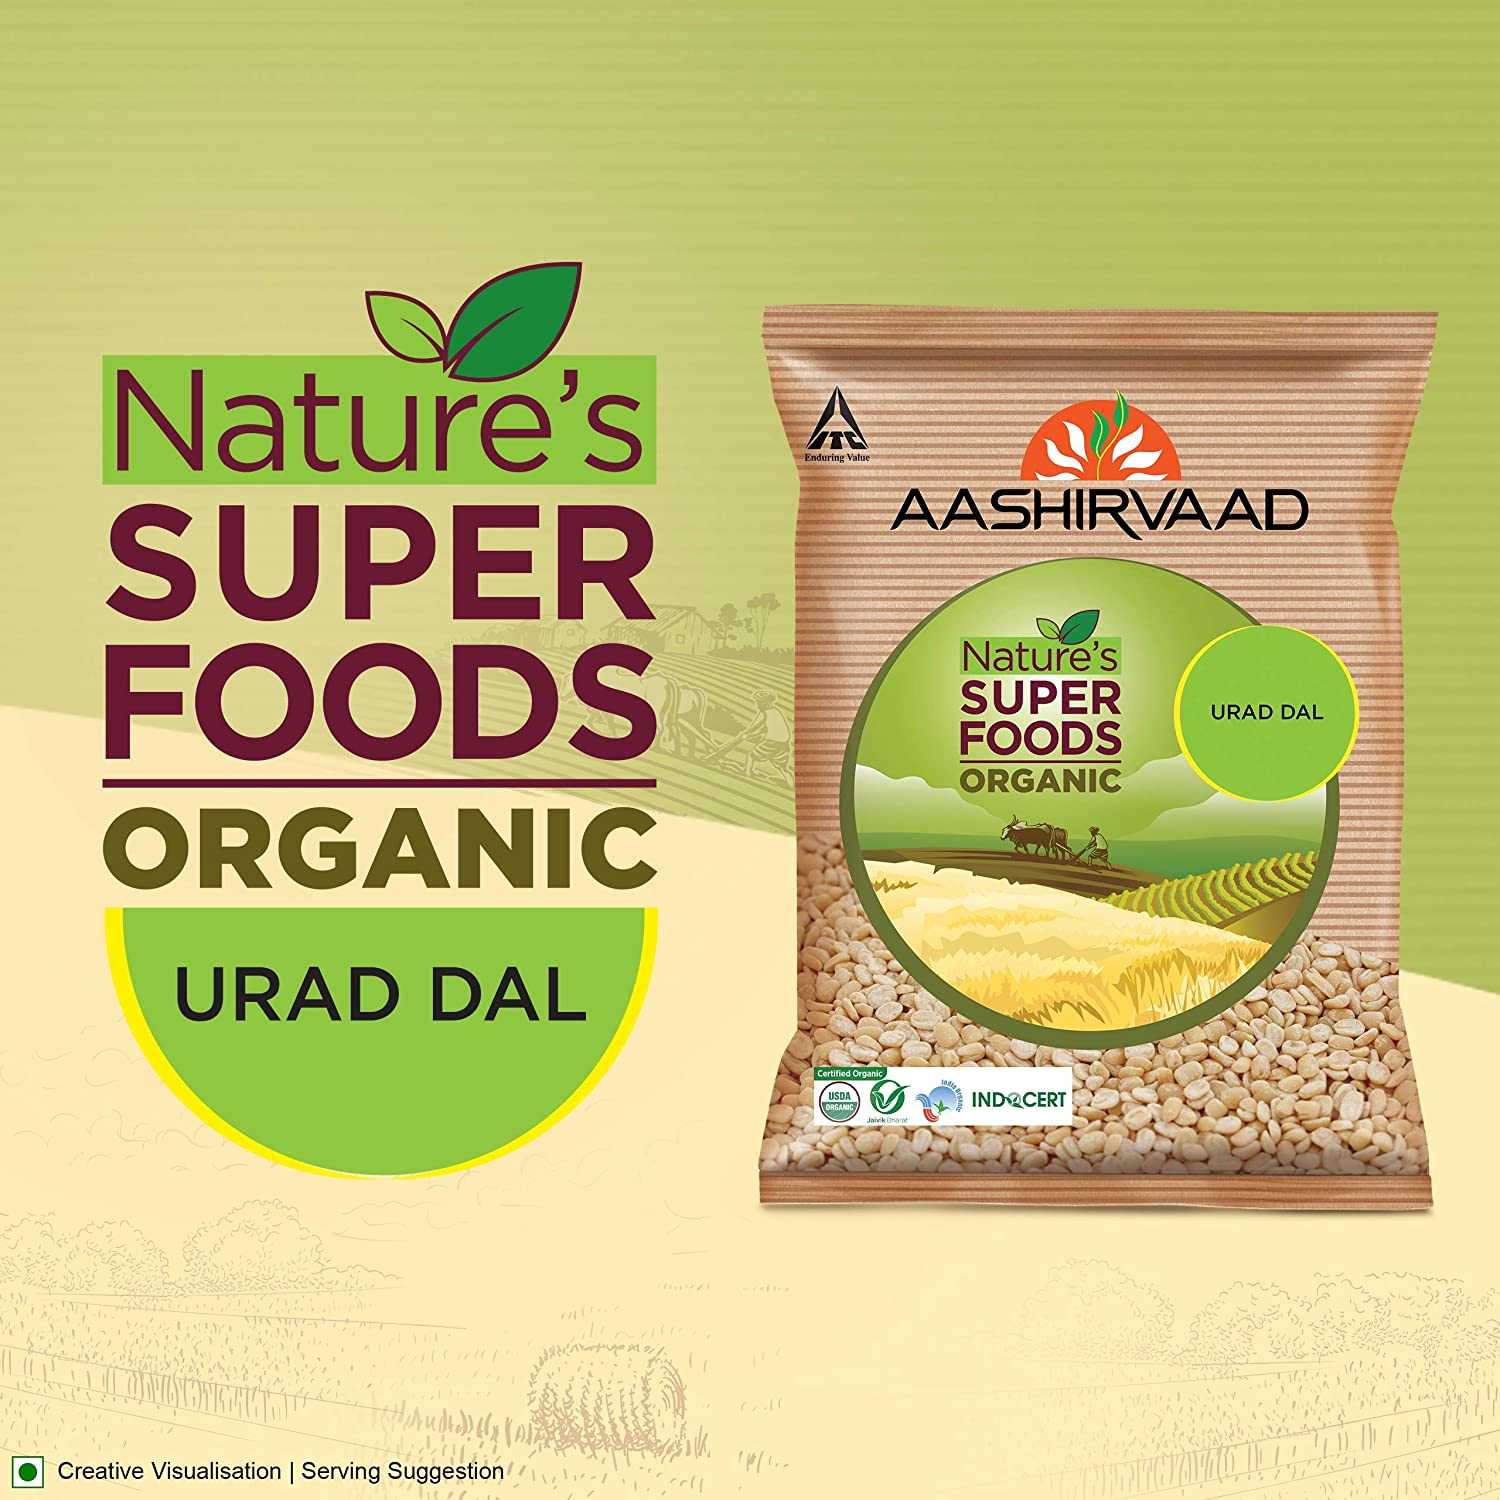 Nature's
SUPER
FOODS
ORGANIC
URAD DAL
ITC
Enduring Value
AASHIRVAAD
Nature's
SUPER
FOODS
ORGANIC
URAD DAL
Certified Organic
USDA
ORGANIC
Jaivik Bharat
India Organic
INDOCERT
Creative Visualisation | Serving Suggestion